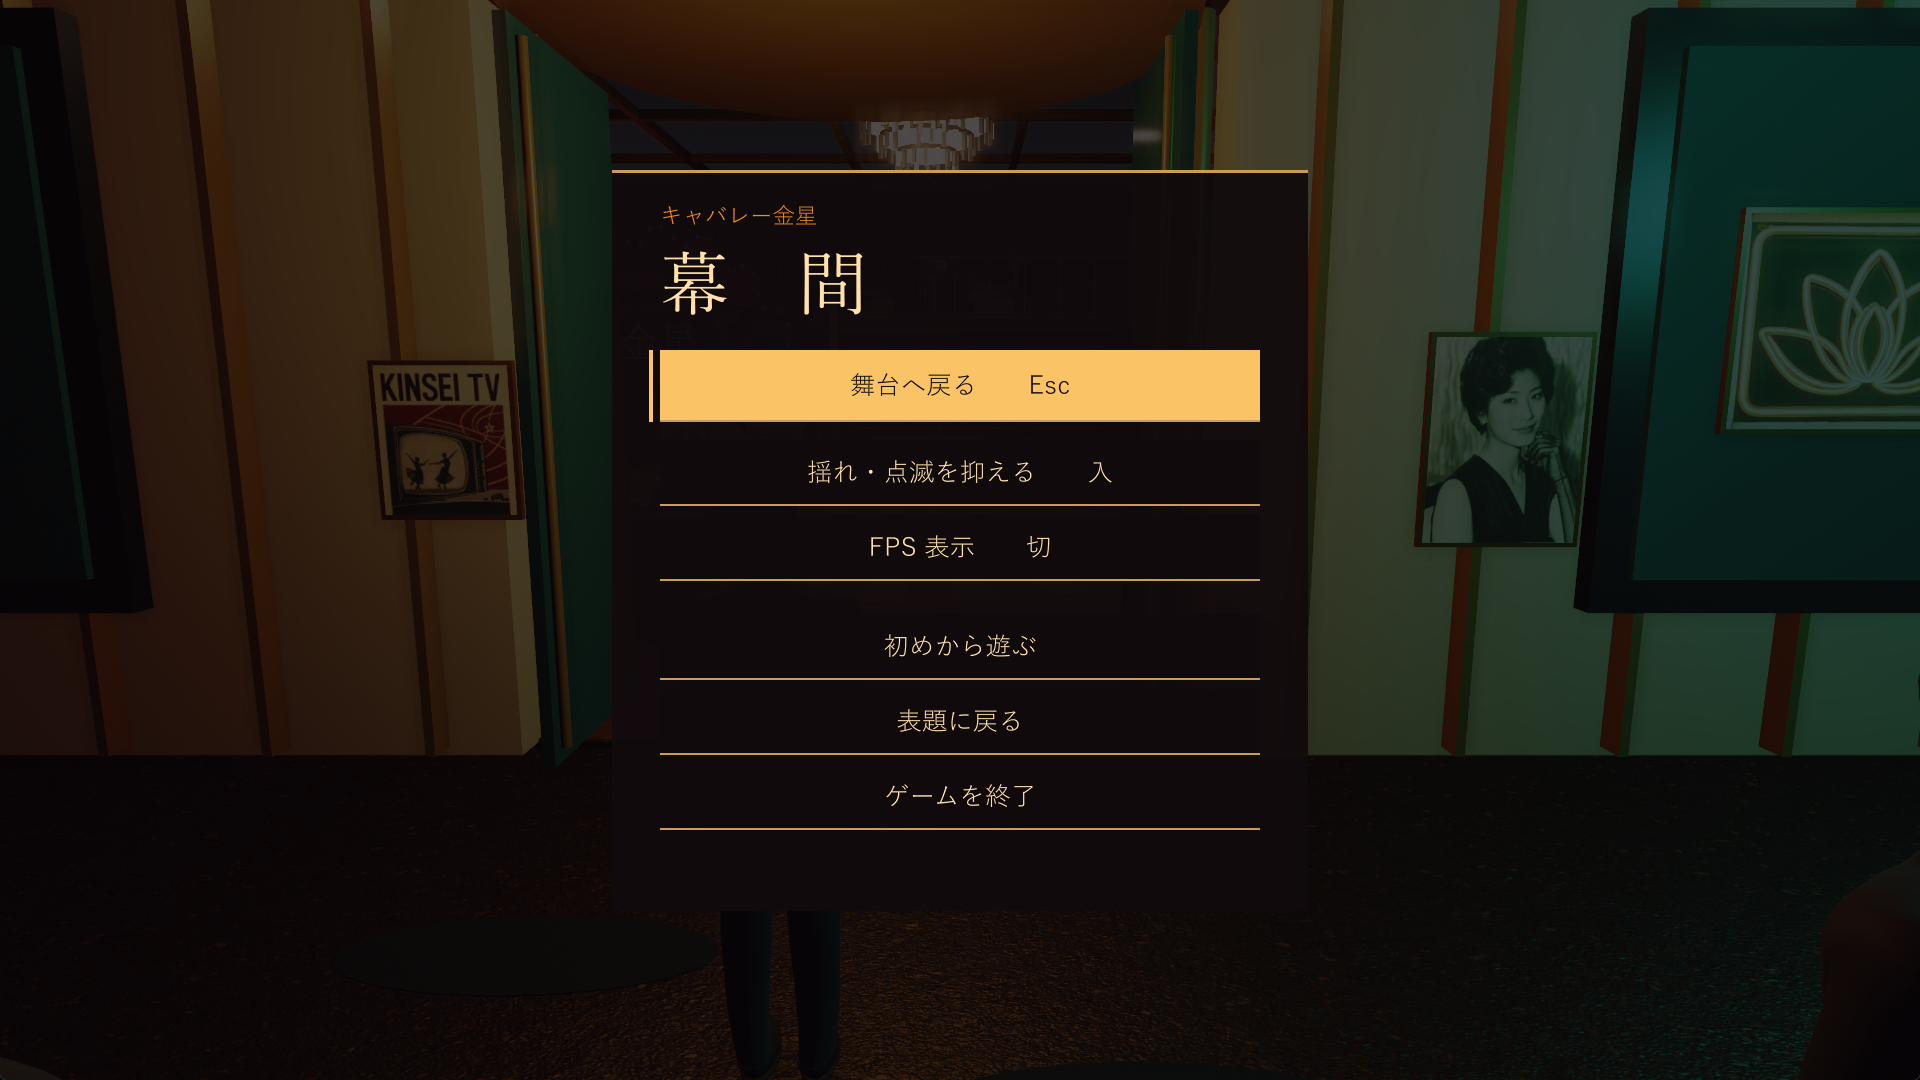 キャバレー金星
幕 間
舞台へ戻る Esc
揺れ・点滅を抑える 入
FPS 表示 切
初めから遊ぶ
表題に戻る
ゲームを終了
KINSEI TV